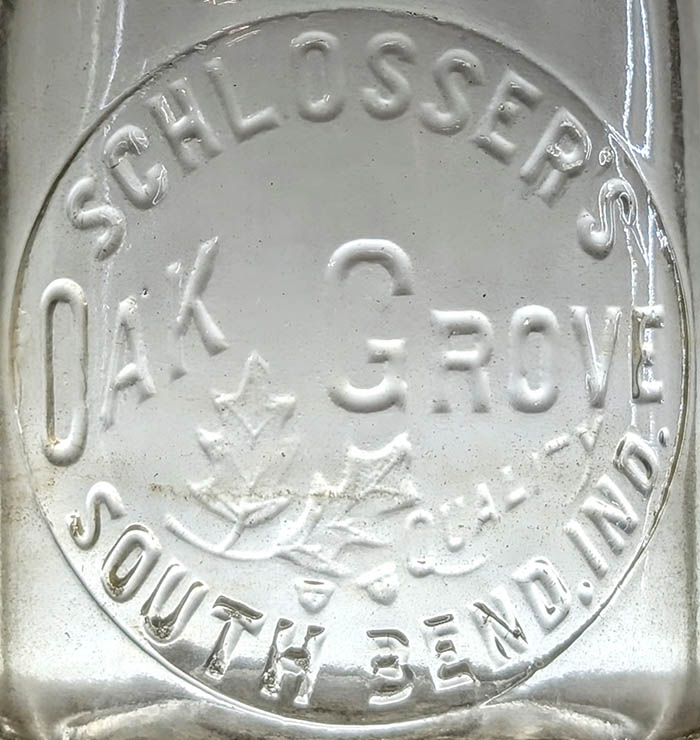 SCHLOSSER'S
OAK GROVE
QUALITY
SOUTH BEND. IND.